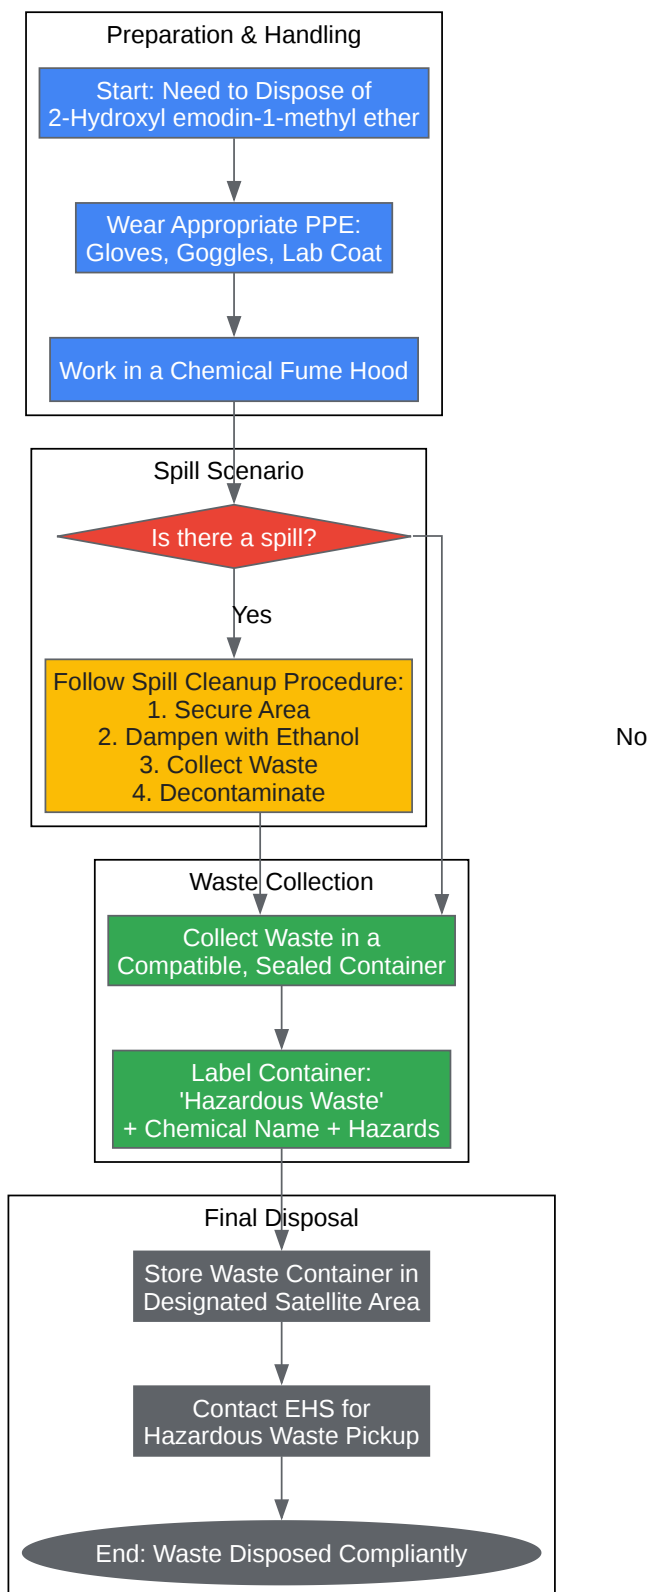 Preparation & Handling
Start: Need to Dispose of
2-Hydroxyl emodin-1-methyl ether
Wear Appropriate PPE:
Gloves, Goggles, Lab Coat
Work in a Chemical Fume Hood
Spill Scenario
Is there a spill?
Yes
Follow Spill Cleanup Procedure:
1. Secure Area
2. Dampen with Ethanol
3. Collect Waste
4. Decontaminate
No
Waste Collection
Collect Waste in a
Compatible, Sealed Container
Label Container:
'Hazardous Waste'
+ Chemical Name + Hazards
Final Disposal
Store Waste Container in
Designated Satellite Area
Contact EHS for
Hazardous Waste Pickup
End: Waste Disposed Compliantly